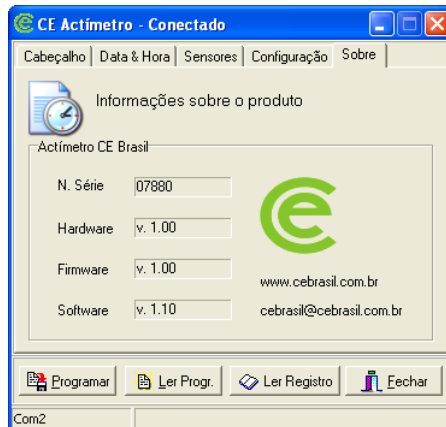 CE Actímetro - Conectado
Cabeçalho Data & Hora Sensores Configuração Sobre
Informações sobre o produto
Actímetro CE Brasil
N. Série 07880
Hardware v. 1.00
Firmware v. 1.00
Software v. 1.10
www.cebrasil.com.br
cebrasil@cebrasil.com.br
Programar Ler Progr. Ler Registro Fechar
Com2